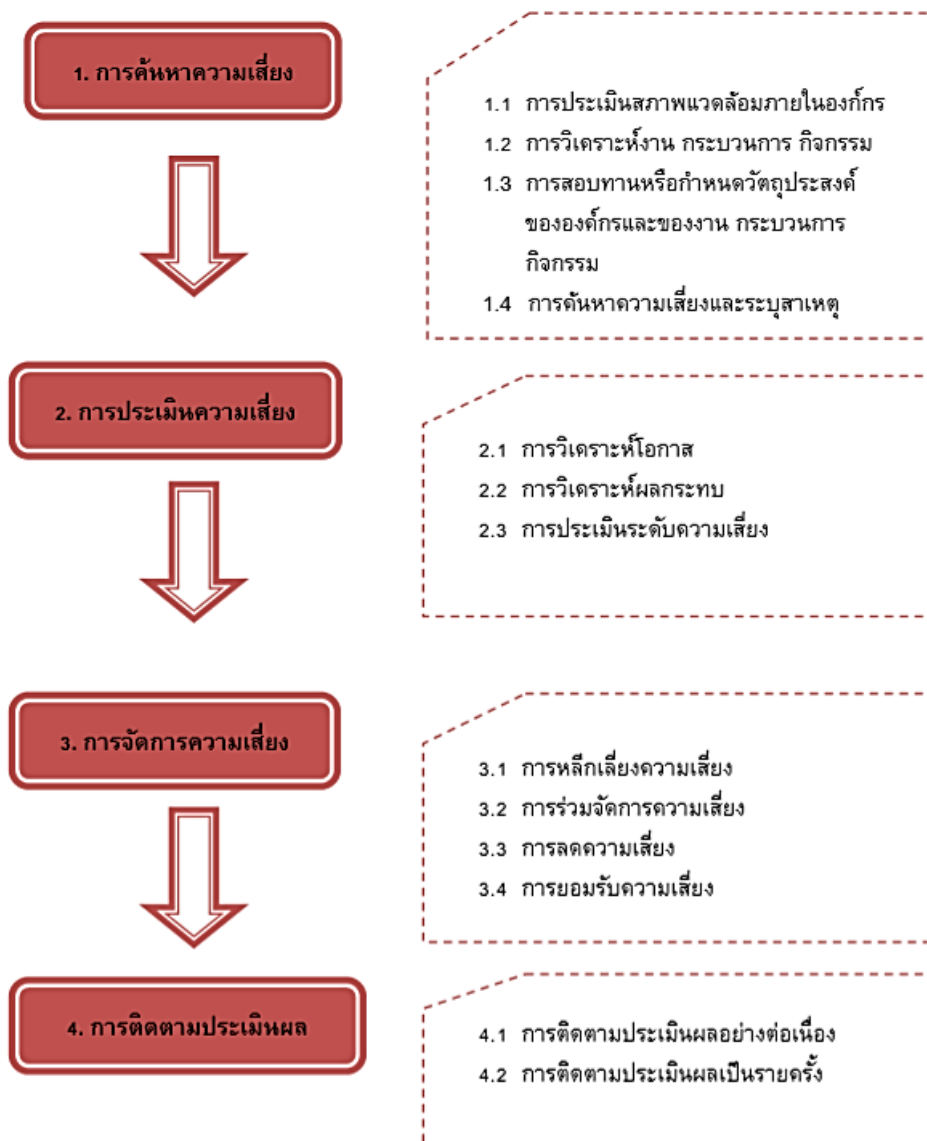 1. การค้นหาความเสี่ยง
1.1 การประเมินสภาพแวดล้อมภายในองก์กร
1.2 การวิเคราะห์งาน กระบวนการ กิจกรรม
1.3 การสอบทานหรือกำหนดวัตถุประสงค์
ขององค์กรและของงาน กระบวนการ
กิจกรรม
1.4 การค้นหาความเสี่ยงและระบุสาเหตุ
2. การประเมินความเสี่ยง
2.1 การวิเคราะห์โอกาส
2.2 การวิเคราะห์ผลกระทบ
2.3 การประเมินระดับความเสี่ยง
3. การจัดการความเสี่ยง
3.1 การหลีกเลี่ยงความเสี่ยง
3.2 การร่วมจัดการความเสี่ยง
3.3 การลดความเสี่ยง
3.4 การยอมรับความเสี่ยง
4. การติดตามประเมินผล
4.1 การติดตามประเมินผลอย่างต่อเนื่อง
4.2 การติดตามประเมินผลเป็นรายครั้ง